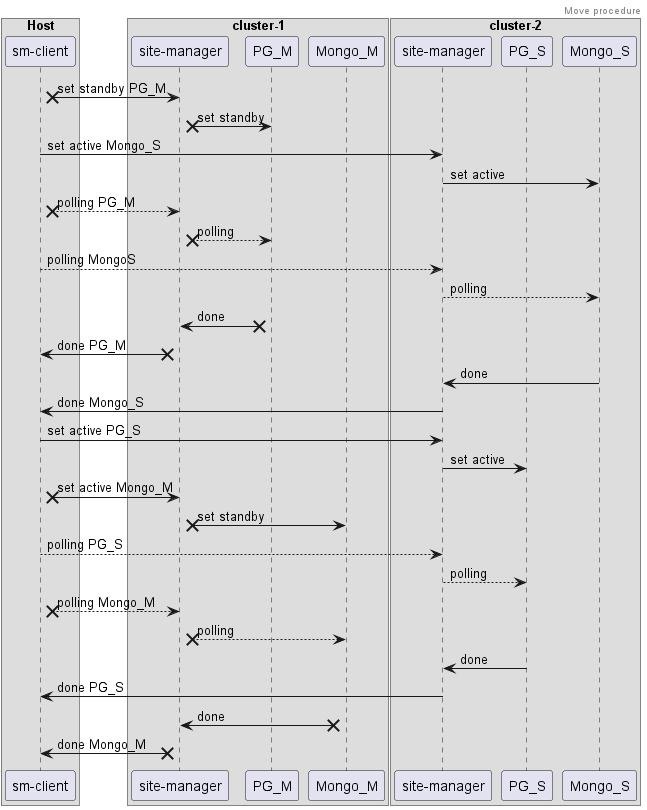 Move procedure
Host
cluster-1
cluster-2
sm-client
site-manager
PG_M
Mongo_M
site-manager
PG_S
Mongo_S
set standby PG_M
set standby
set active Mongo_S
set active
polling PG_M
polling
polling MongoS
polling
done
done PG_M
done
done Mongo_S
set active PG_S
set active
set active Mongo_M
set standby
polling PG_S
polling
polling Mongo_M
polling
done
done PG_S
done
done Mongo_M
sm-client
site-manager
PG_M
Mongo_M
site-manager
PG_S
Mongo_S